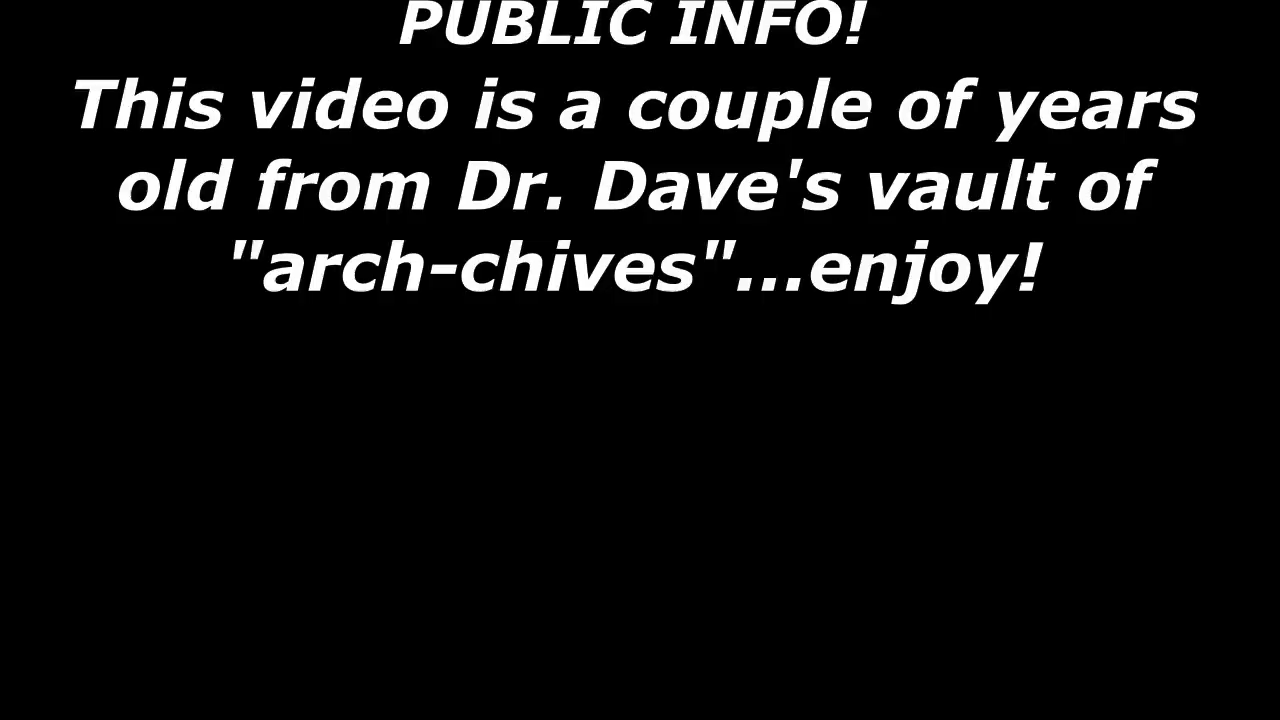 PUBLIC INFO!
This video is a couple of years
old from Dr. Dave's vault of
"arch-chives"...enjoy!